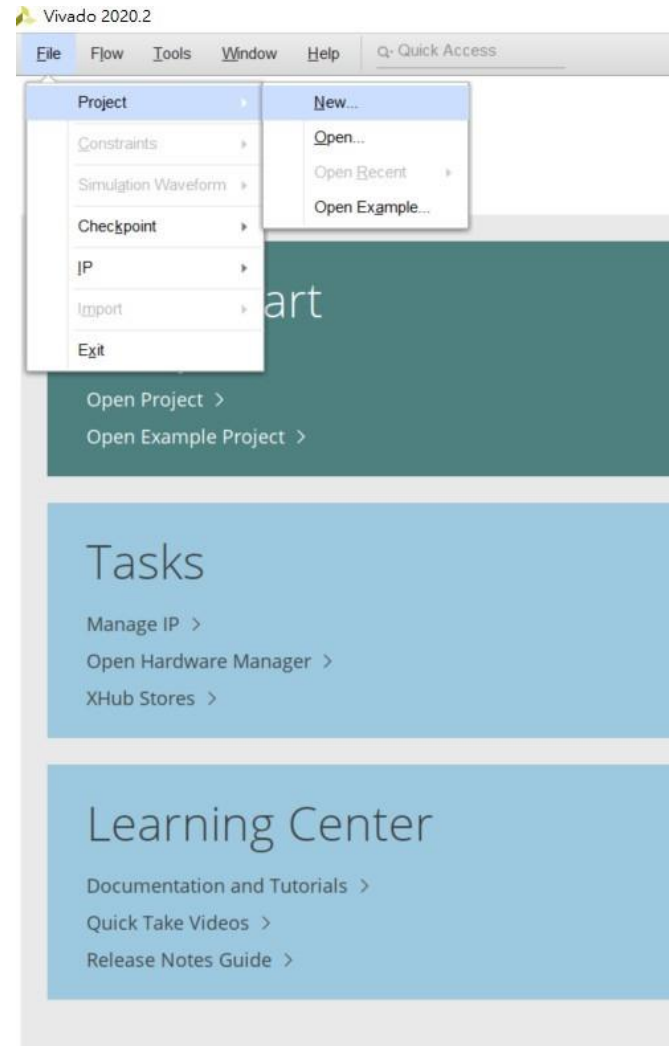 Vivado 2020.2
File Flow Tools Window Help Q- Quick Access
Project New...
Constraints Open...
Simulation Waveform Open Recent
Checkpoint Open Example...
IP
Import
Exit
art
Open Project >
Open Example Project >
Tasks
Manage IP >
Open Hardware Manager >
XHub Stores >
Learning Center
Documentation and Tutorials >
Quick Take Videos >
Release Notes Guide >